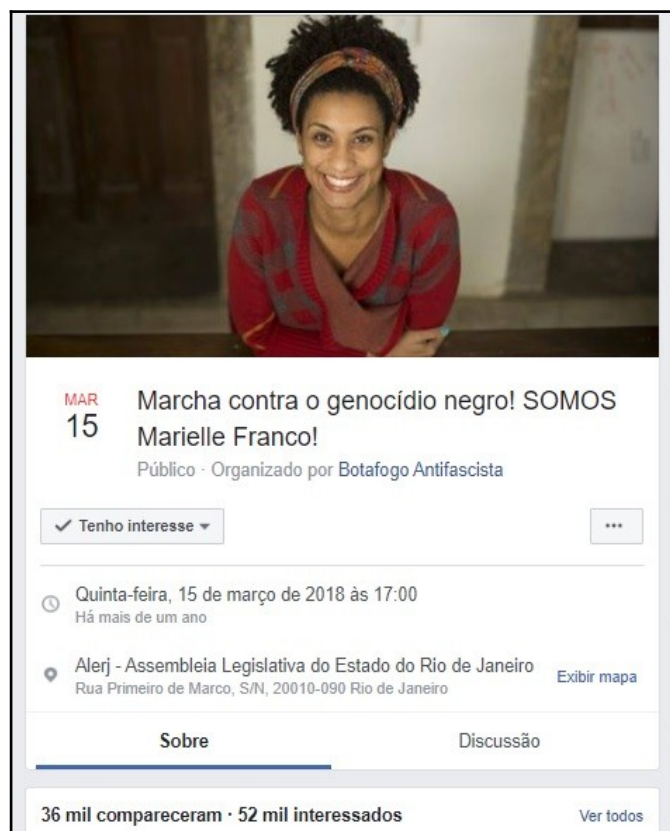 MAR
15
Marcha contra o genocídio negro! SOMOS
Marielle Franco!
Público · Organizado por Botafogo Antifascista
✓ Tenho interesse
...
Quinta-feira, 15 de março de 2018 às 17:00
Há mais de um ano
Alerj - Assembleia Legislativa do Estado do Rio de Janeiro
Rua Primeiro de Marco, S/N, 20010-090 Rio de Janeiro
Exibir mapa
Sobre
Discussão
36 mil compareceram · 52 mil interessados
Ver todos